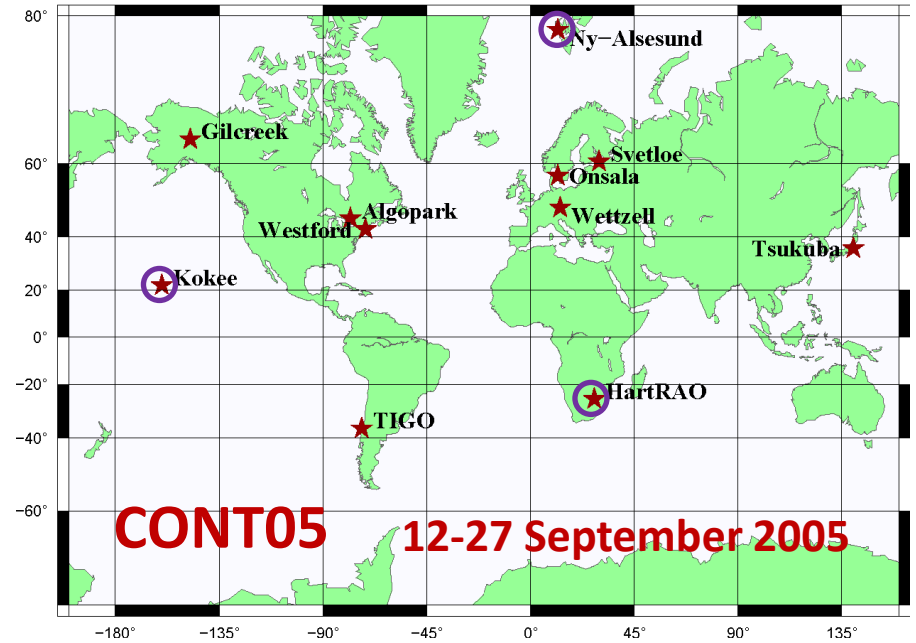 80°
Ny−Alsesund
Gilcreek
Svetloe
60°
Onsala
Algopark
Wettzell
Westford
40°
Tsukuba
Kokee
20°
0°
−20°
HartRAO
TIGO
−40°
−60°
CONT05
12-27 September 2005
−180° −135° −90° −45° 0 45° 90° 135°